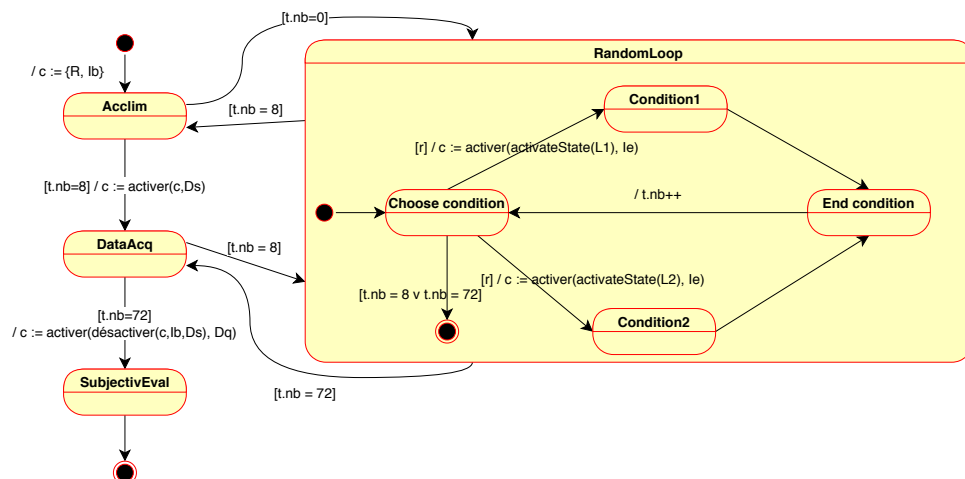 [t.nb=0]
/ c := {R, Ib}
RandomLoop
Acclim
[t.nb = 8]
Condition1
[r] / c := activer(activateState(L1), Ie)
[t.nb=8] / c := activer(c,Ds)
Choose condition
/ t.nb++
End condition
DataAcq
[t.nb = 8]
[r] / c := activer(activateState(L2), Ie)
[t.nb = 8 v t.nb = 72]
[t.nb=72]
/ c := activer(désactiver(c,Ib,Ds), Dq)
Condition2
SubjectivEval
[t.nb = 72]